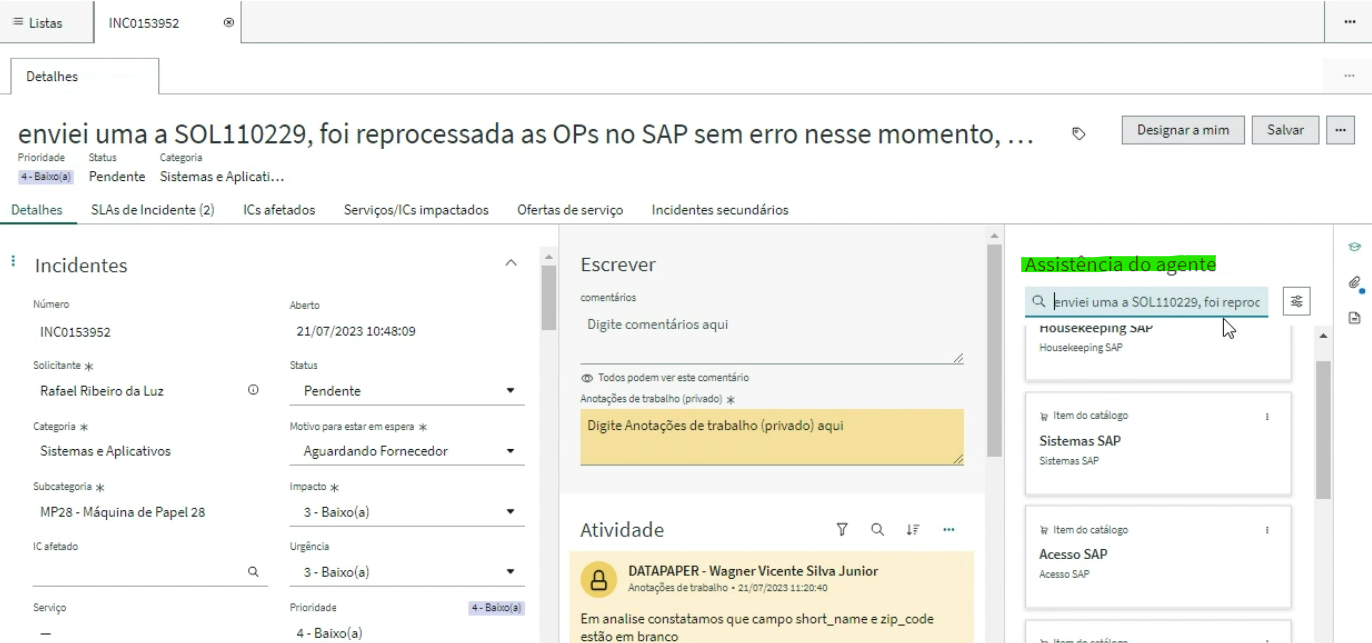 Listas
INC0153952
Detalhes
enviei uma a SOL110229, foi reprocessada as OPs no SAP sem erro nesse momento, ...
Designar a mim
Salvar
Prioridade
Status
Categoria
4 - Baixo(a)
Pendente
Sistemas e Aplicati...
Detalhes
SLAs de Incidente (2)
ICs afetados
Serviços/ICs impactados
Ofertas de serviço
Incidentes secundários
Incidentes
Número
INC0153952
Aberto
21/07/2023 10:48:09
Solicitante *
Rafael Ribeiro da Luz
Status
Pendente
Categoria *
Sistemas e Aplicativos
Motivo para estar em espera *
Aguardando Fornecedor
Subcategoria *
MP28 - Máquina de Papel 28
Impacto *
3 - Baixo(a)
IC afetado
Urgência
3 - Baixo(a)
Serviço
—
Prioridade
4 - Baixo(a)
4 - Baixo(a)
Escrever
comentários
Digite comentários aqui
Todos podem ver este comentário
Anotações de trabalho (privado) *
Digite Anotações de trabalho (privado) aqui
Atividade
DATAPAPER - Wagner Vicente Silva Junior
Anotações de trabalho • 21/07/2023 11:20:40
Em analise constatamos que campo short_name e zip_code
estão em branco
Assistência do agente
enviei uma a SOL110229, foi reproc
Housekeeping SAP
Housekeeping SAP
Item do catálogo
Sistemas SAP
Sistemas SAP
Item do catálogo
Acesso SAP
Acesso SAP
Item do catálogo